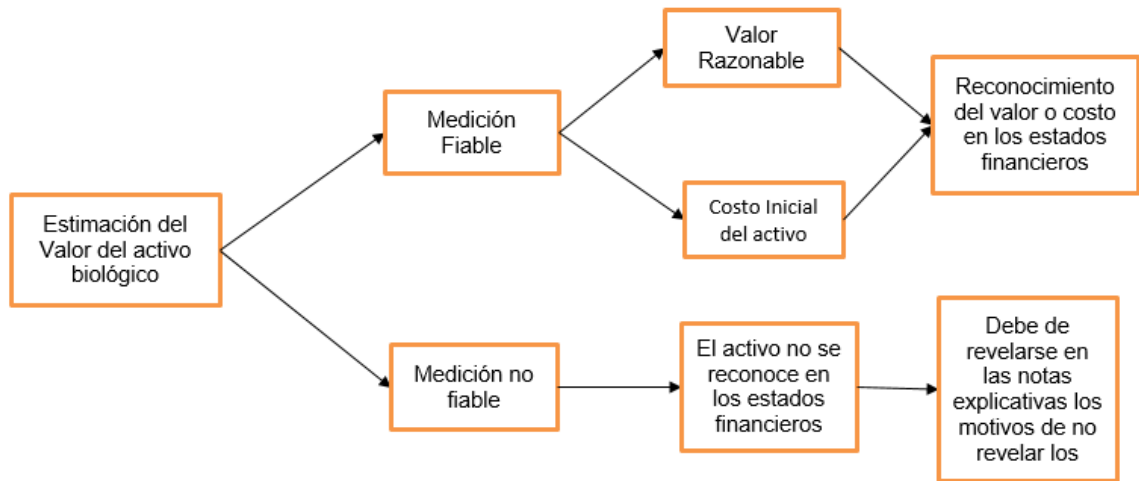 Estimación del
Valor del activo
biológico
Medición
Fiable
Valor
Razonable
Costo Inicial
del activo
Reconocimiento
del valor o costo
en los estados
financieros
Medición no
fiable
El activo no se
reconoce en
los estados
financieros
Debe de
revelarse en
las notas
explicativas los
motivos de no
revelar los